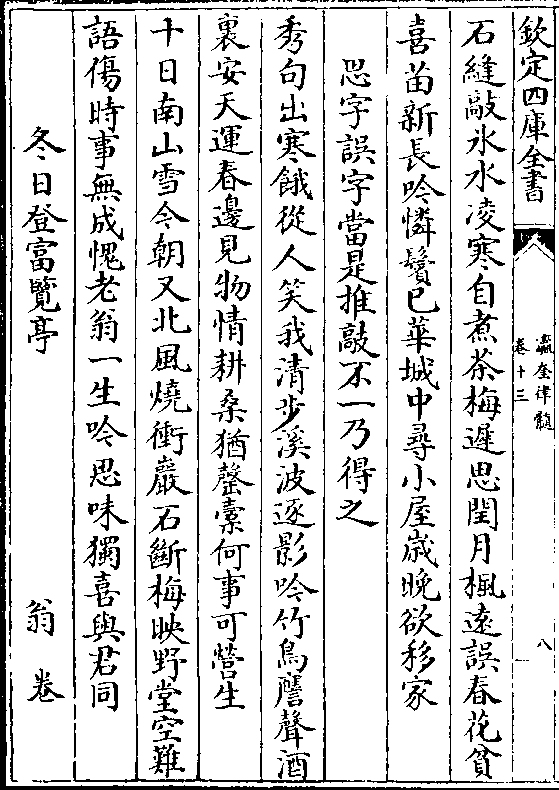 欽定四庫全書
瀛奎律髓
卷十三
八
石縫敲氷水凌寒自煮茶梅遲思閏月楓遠誤春花貧
喜苗新長吟憐鬢已華城中尋小屋歲晚欲移家
思字誤字當是推敲不一乃得之
秀句出寒餓從人笑我清步溪波逐影吟竹鳥譍聲酒
裏安天運春邊見物情耕桑猶罄橐何事可營生
十日南山雪今朝又北風燒衝巖石斷梅映野堂空難
語傷時事無成愧老翁一生吟思味獨喜與君同
冬日登富覽亭
翁卷